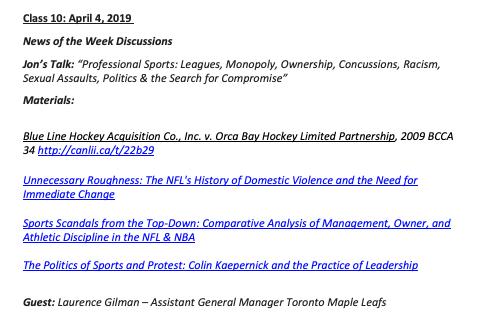 Class 10: April 4, 2019
News of the Week Discussions
Jon's Talk: “Professional Sports: Leagues, Monopoly, Ownership, Concussions, Racism,
Sexual Assaults, Politics & the Search for Compromise”
Materials:
Blue Line Hockey Acquisition Co., Inc. v. Orca Bay Hockey Limited Partnership, 2009 BCCA
34 http://canlii.ca/t/22b29
Unnecessary Roughness: The NFL's History of Domestic Violence and the Need for
Immediate Change
Sports Scandals from the Top-Down: Comparative Analysis of Management, Owner, and
Athletic Discipline in the NFL & NBA
The Politics of Sports and Protest: Colin Kaepernick and the Practice of Leadership
Guest: Laurence Gilman – Assistant General Manager Toronto Maple Leafs